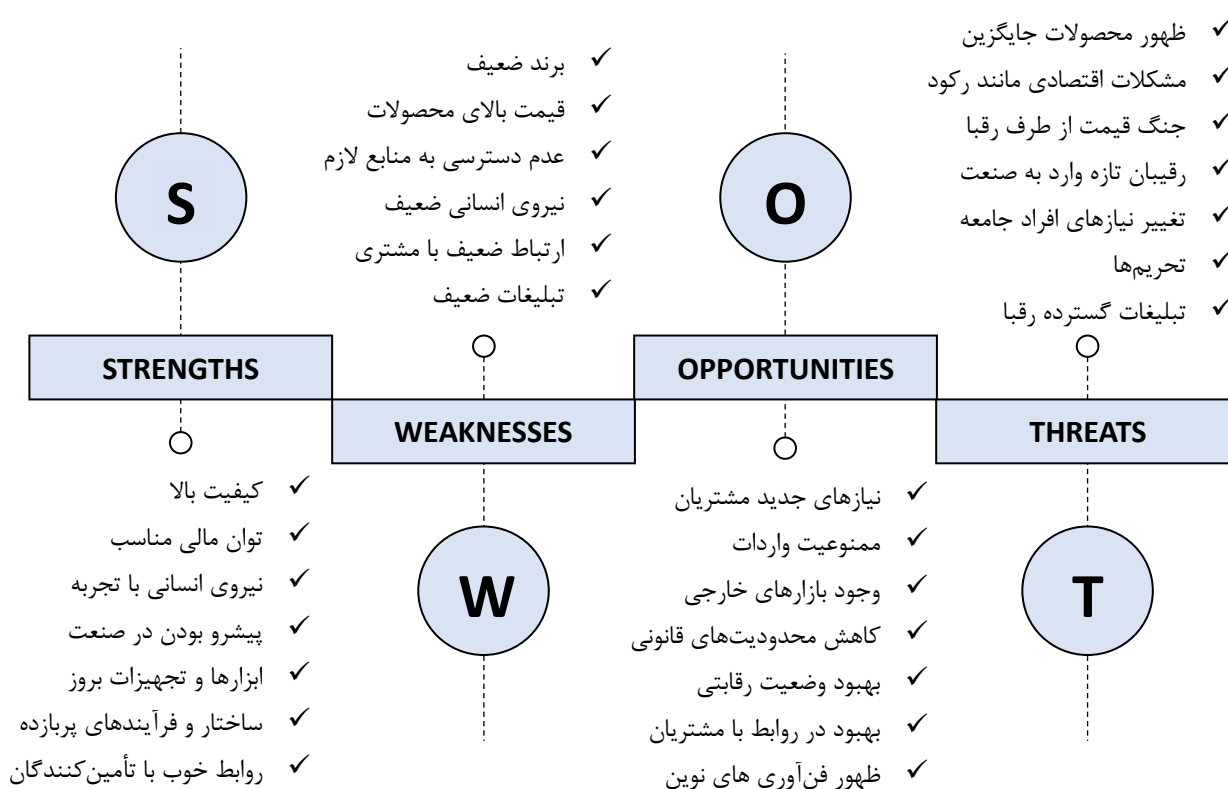 S
STRENGTHS
کیفیت بالا
توان مالی مناسب
نیروی انسانی با تجربه
پیشرو بودن در صنعت
ابزارها و تجهیزات بروز
ساختار و فرآیندهای پربازده
روابط خوب با تأمین‌کنندگان
برند ضعیف
قیمت بالای محصولات
عدم دسترسی به منابع لازم
نیروی انسانی ضعیف
ارتباط ضعیف با مشتری
تبلیغات ضعیف
WEAKNESSES
W
O
OPPORTUNITIES
نیازهای جدید مشتریان
ممنوعیت واردات
وجود بازارهای خارجی
کاهش محدودیت‌های قانونی
بهبود وضعیت رقابتی
بهبود در روابط با مشتریان
ظهور فن‌آوری های نوین
ظهور محصولات جایگزین
مشکلات اقتصادی مانند رکود
جنگ قیمت از طرف رقبا
رقیبان تازه وارد به صنعت
تغییر نیازهای افراد جامعه
تحریم‌ها
تبلیغات گسترده رقبا
THREATS
T